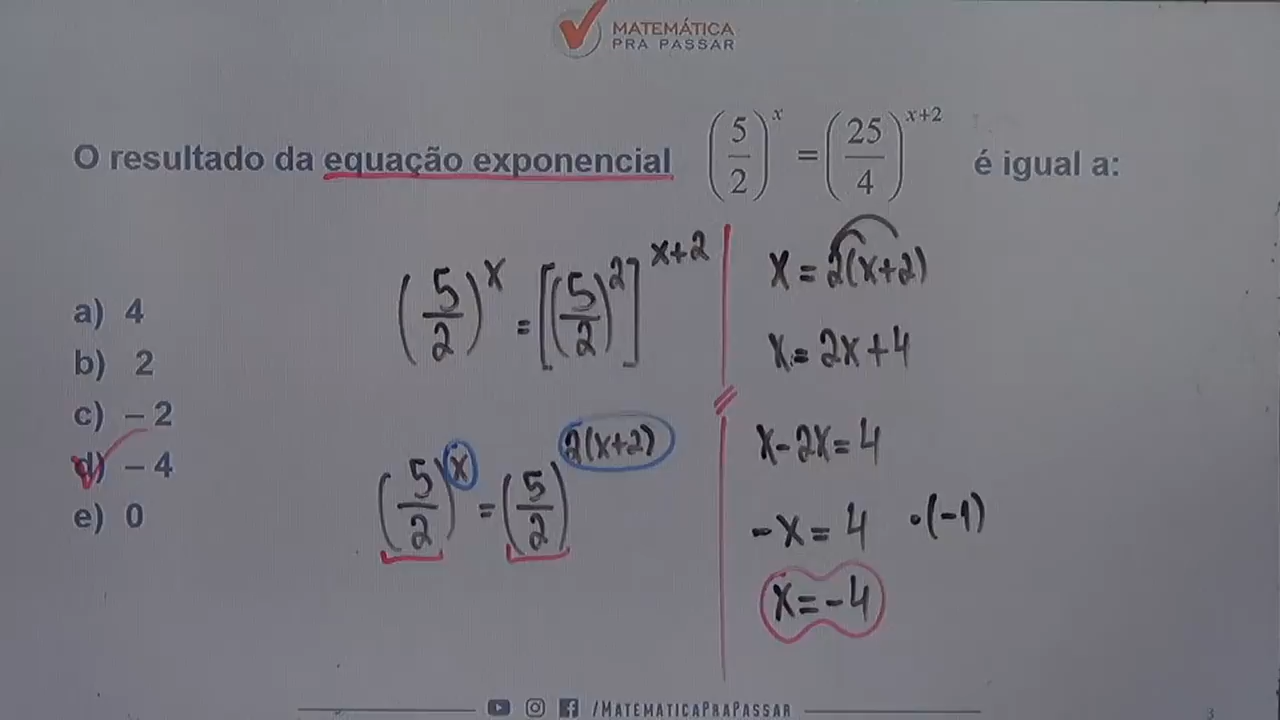 MATEMÁTICA
PRA PASSAR
O resultado da equação exponencial (5/2)^x = (25/4)^(x+2) é igual a:
a) 4
b) 2
c) – 2
d) – 4
e) 0
(5/2)^x = [(5/2)^2]^(x+2)
(5/2)^x = (5/2)^2(x+2)
x = 2(x+2)
x = 2x+4
x - 2x = 4
-x = 4 •(-1)
x = -4
/MATEMATICAPRAPASSAR
3